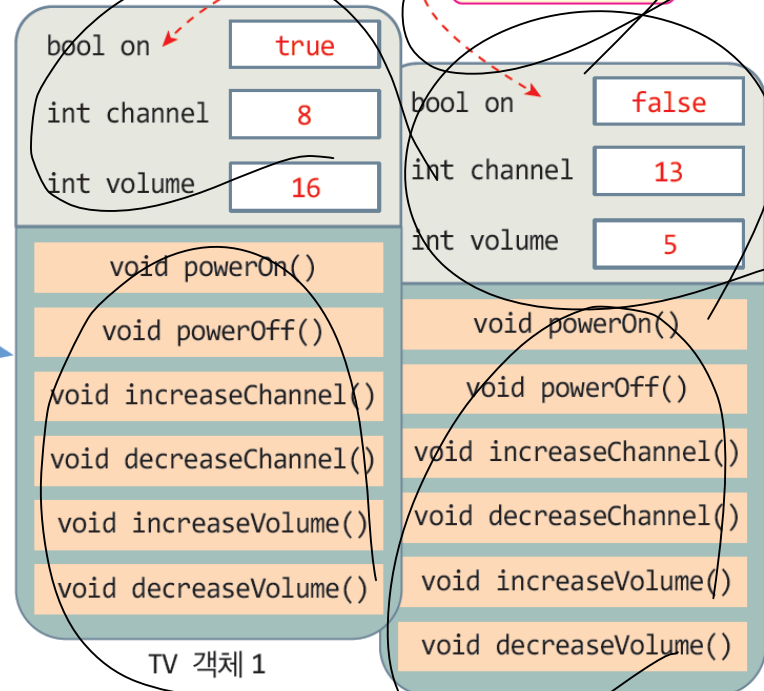 bool on
true
int channel
8
int volume
16
void powerOn()
void powerOff()
void increaseChannel()
void decreaseChannel()
void increaseVolume()
void decreaseVolume()
TV 객체 1
bool on
false
int channel
13
int volume
5
void powerOn()
void powerOff()
void increaseChannel()
void decreaseChannel()
void increaseVolume()
void decreaseVolume()